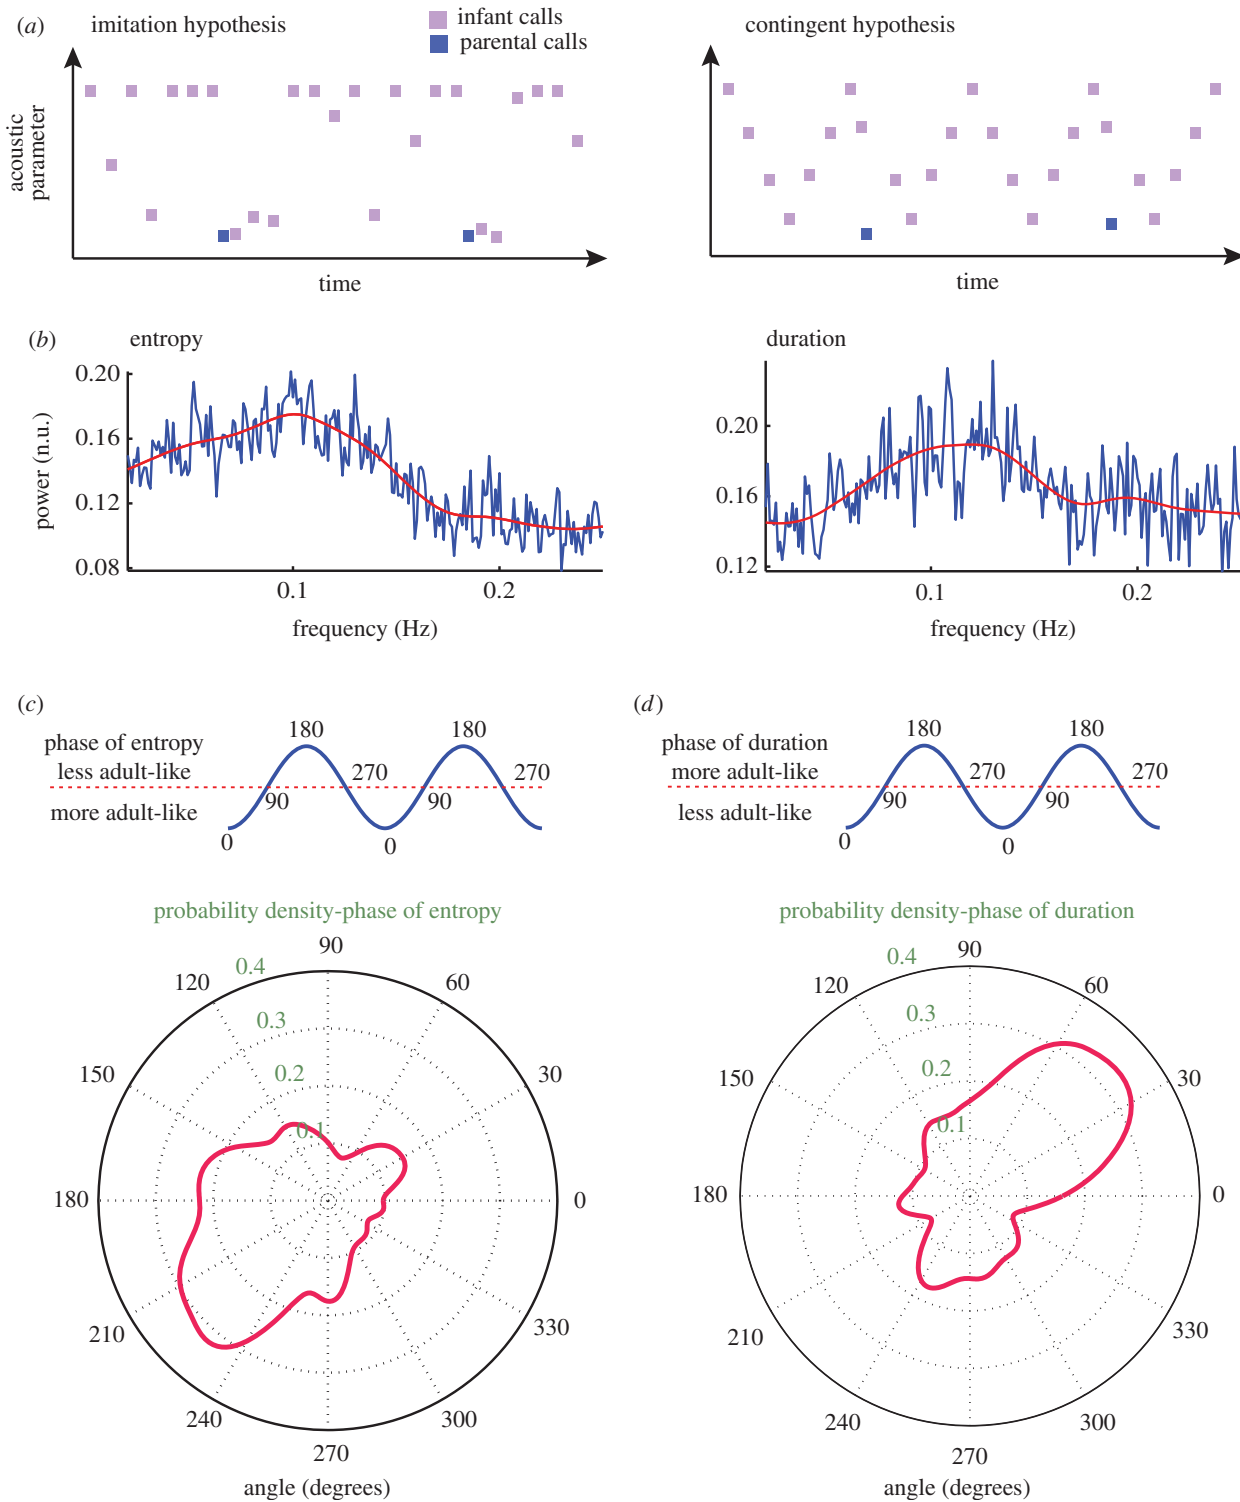 (a) imitation hypothesis
infant calls
parental calls
contingent hypothesis
acoustic
parameter
time
time
(b) entropy
duration
power (n.u.)
0.20
0.16
0.12
0.08
0.1
0.2
frequency (Hz)
0.20
0.16
0.12
0.1
0.2
frequency (Hz)
(c)
phase of entropy
less adult-like
more adult-like
180
180
270
270
90
90
0
0
(d)
phase of duration
more adult-like
less adult-like
180
180
270
270
90
90
0
0
probability density-phase of entropy
90
0.4
120
60
0.3
0.2
150
30
0.1
180
0
210
330
240
300
270
angle (degrees)
probability density-phase of duration
0.4
90
120
60
0.3
0.2
150
30
0.1
180
0
210
330
240
300
270
angle (degrees)